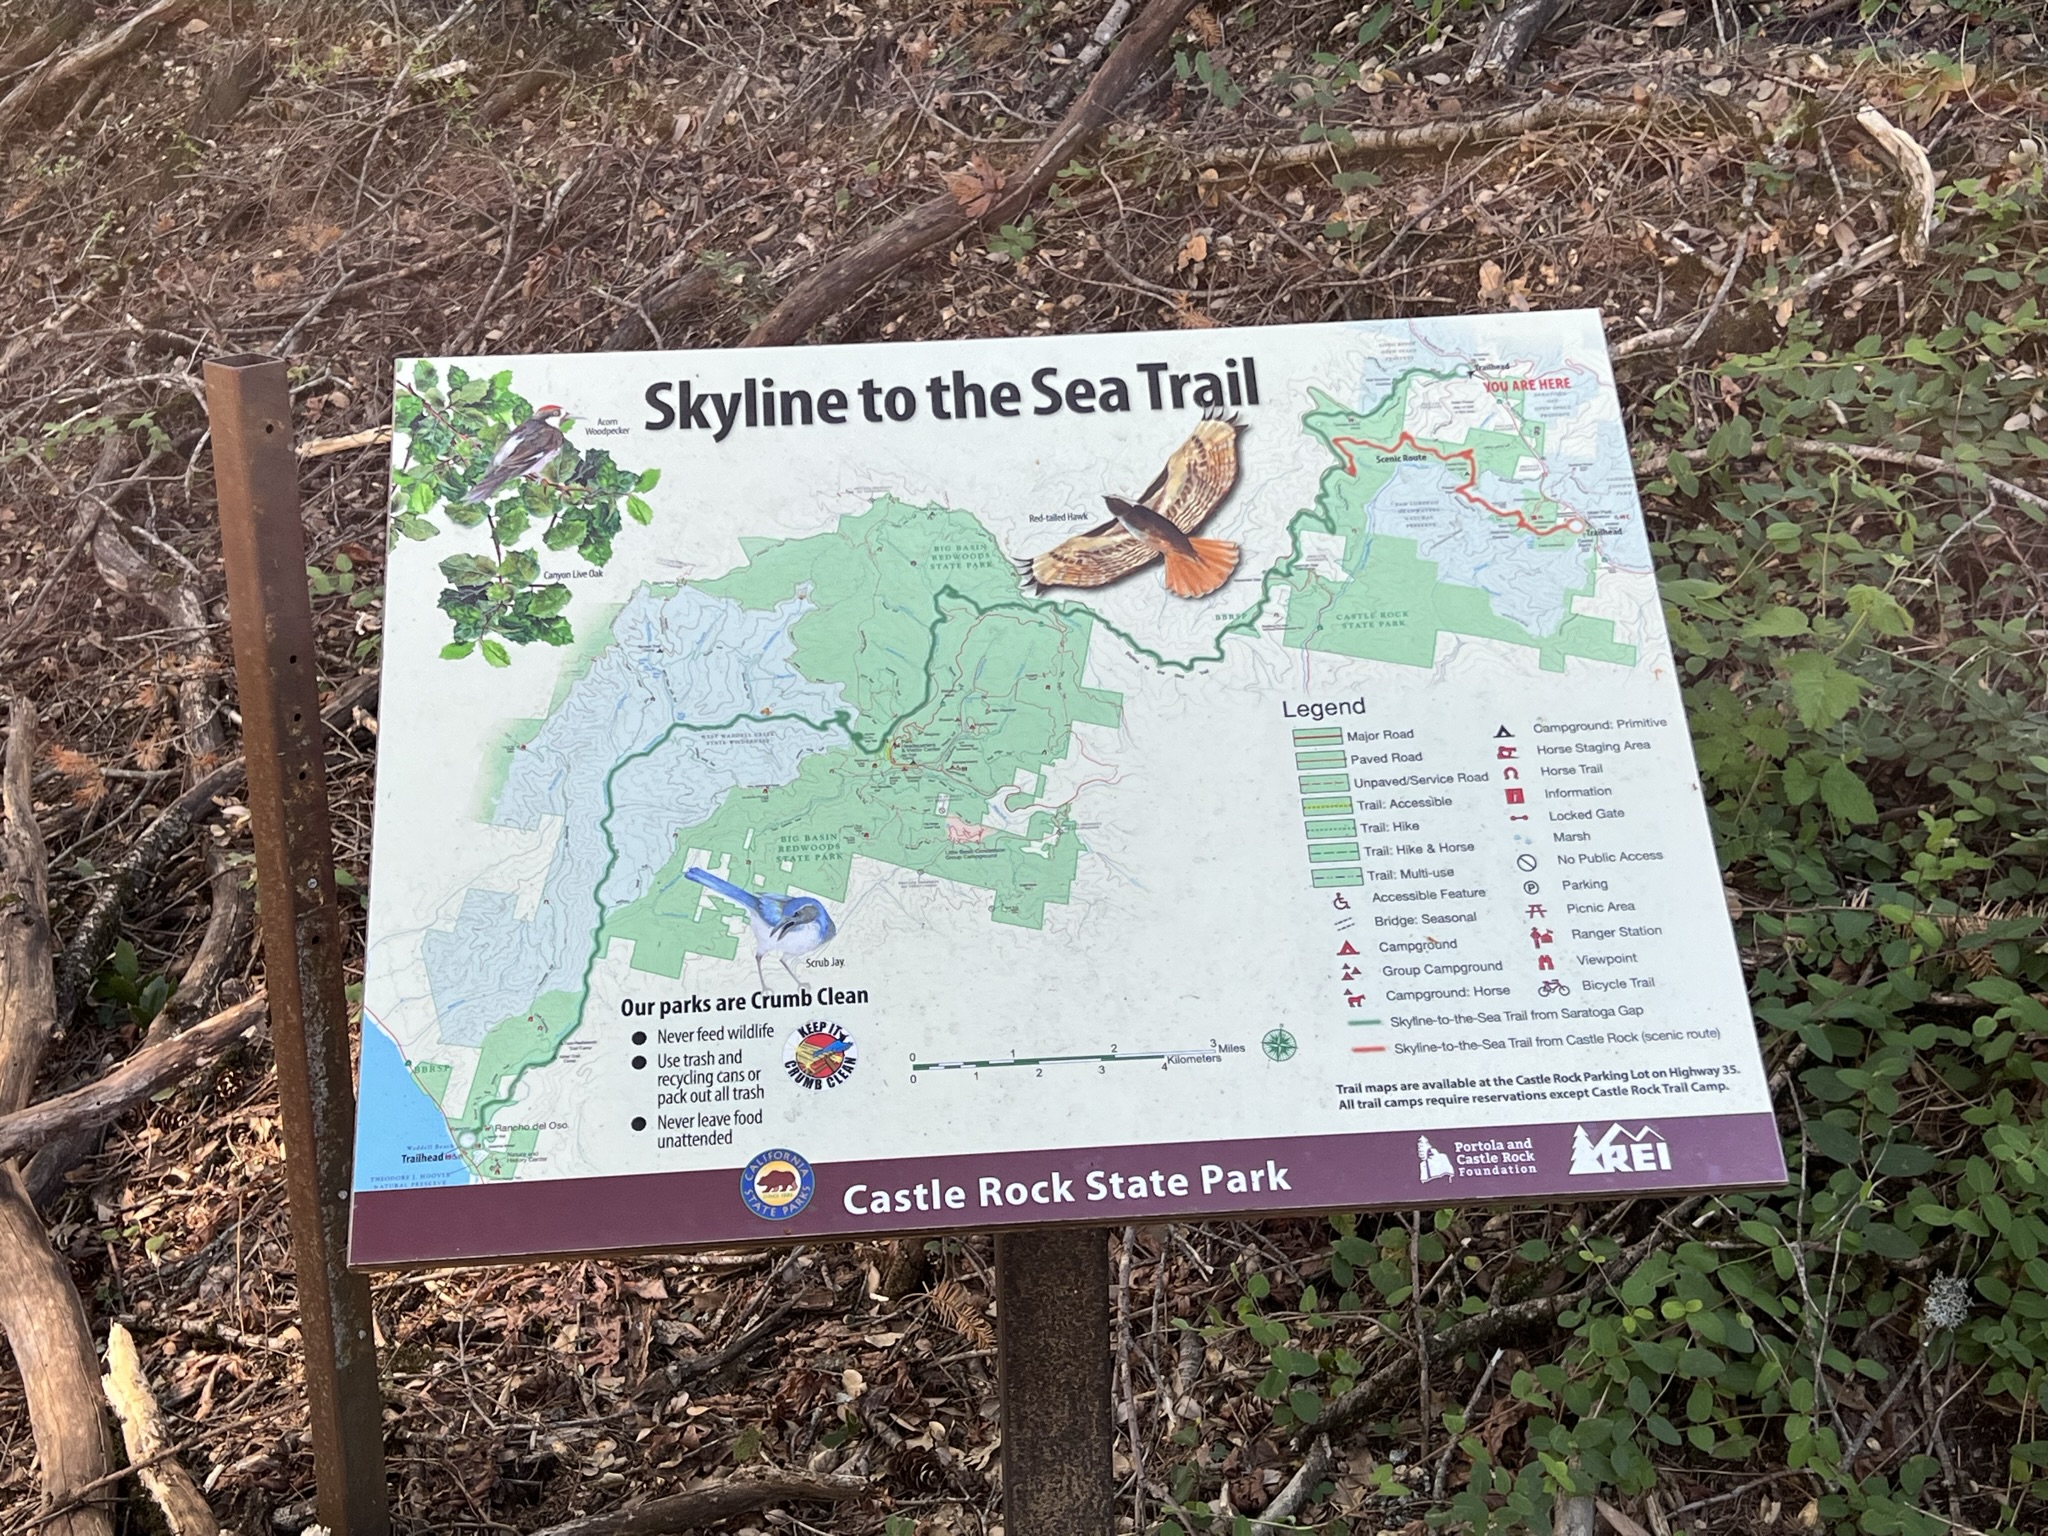 Skyline to the Sea Trail
Acorn
Woodpecker
Canyon Live Oak
Red-tailed Hawk
Trailhead
YOU ARE HERE
Scenic Route
Trailhead
BIG BASIN
REDWOODS
STATE PARK
BBRSP
CASTLE ROCK
STATE PARK
WEST WADDELL CREEK
STATE WILDERNESS
BIG BASIN
REDWOODS
STATE PARK
Scrub Jay
BBRSP
Rancho del Oso
Waddell Beach
Trailhead
Nature and
History Center
THEODORE J. HOOVER
NATURAL PRESERVE
Our parks are Crumb Clean
● Never feed wildlife
● Use trash and
recycling cans or
pack out all trash
● Never leave food
unattended
KEEP IT
CRUMB CLEAN
0 1 2 3 Miles
0 1 2 3 4 Kilometers
Legend
Major Road
Paved Road
Unpaved/Service Road
Trail: Accessible
Trail: Hike
Trail: Hike & Horse
Trail: Multi-use
Accessible Feature
Bridge: Seasonal
Campground
Group Campground
Campground: Horse
Campground: Primitive
Horse Staging Area
Horse Trail
Information
Locked Gate
Marsh
No Public Access
Parking
Picnic Area
Ranger Station
Viewpoint
Bicycle Trail
Skyline-to-the-Sea Trail from Saratoga Gap
Skyline-to-the-Sea Trail from Castle Rock (scenic route)
Trail maps are available at the Castle Rock Parking Lot on Highway 35.
All trail camps require reservations except Castle Rock Trail Camp.
CALIFORNIA
STATE PARKS
Castle Rock State Park
Portola and
Castle Rock
Foundation
REI